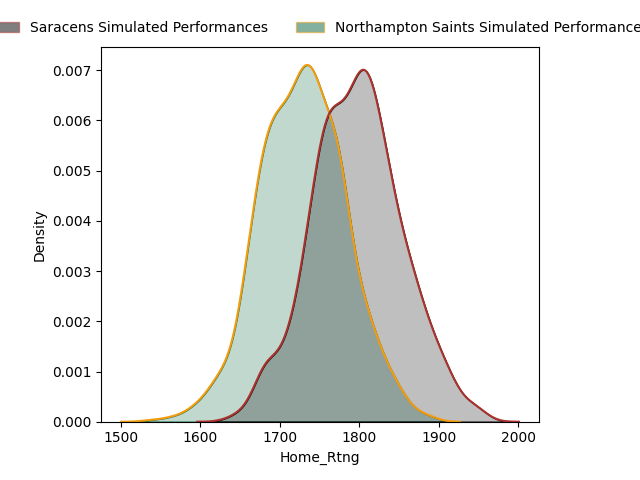 Saracens Simulated Performances Northampton Saints Simulated Performance
0.007
0.006
0.005
0.004
0.003
0.002
0.001
0.000
Density
1500 1600 1700 1800 1900 2000
Home_Rtng